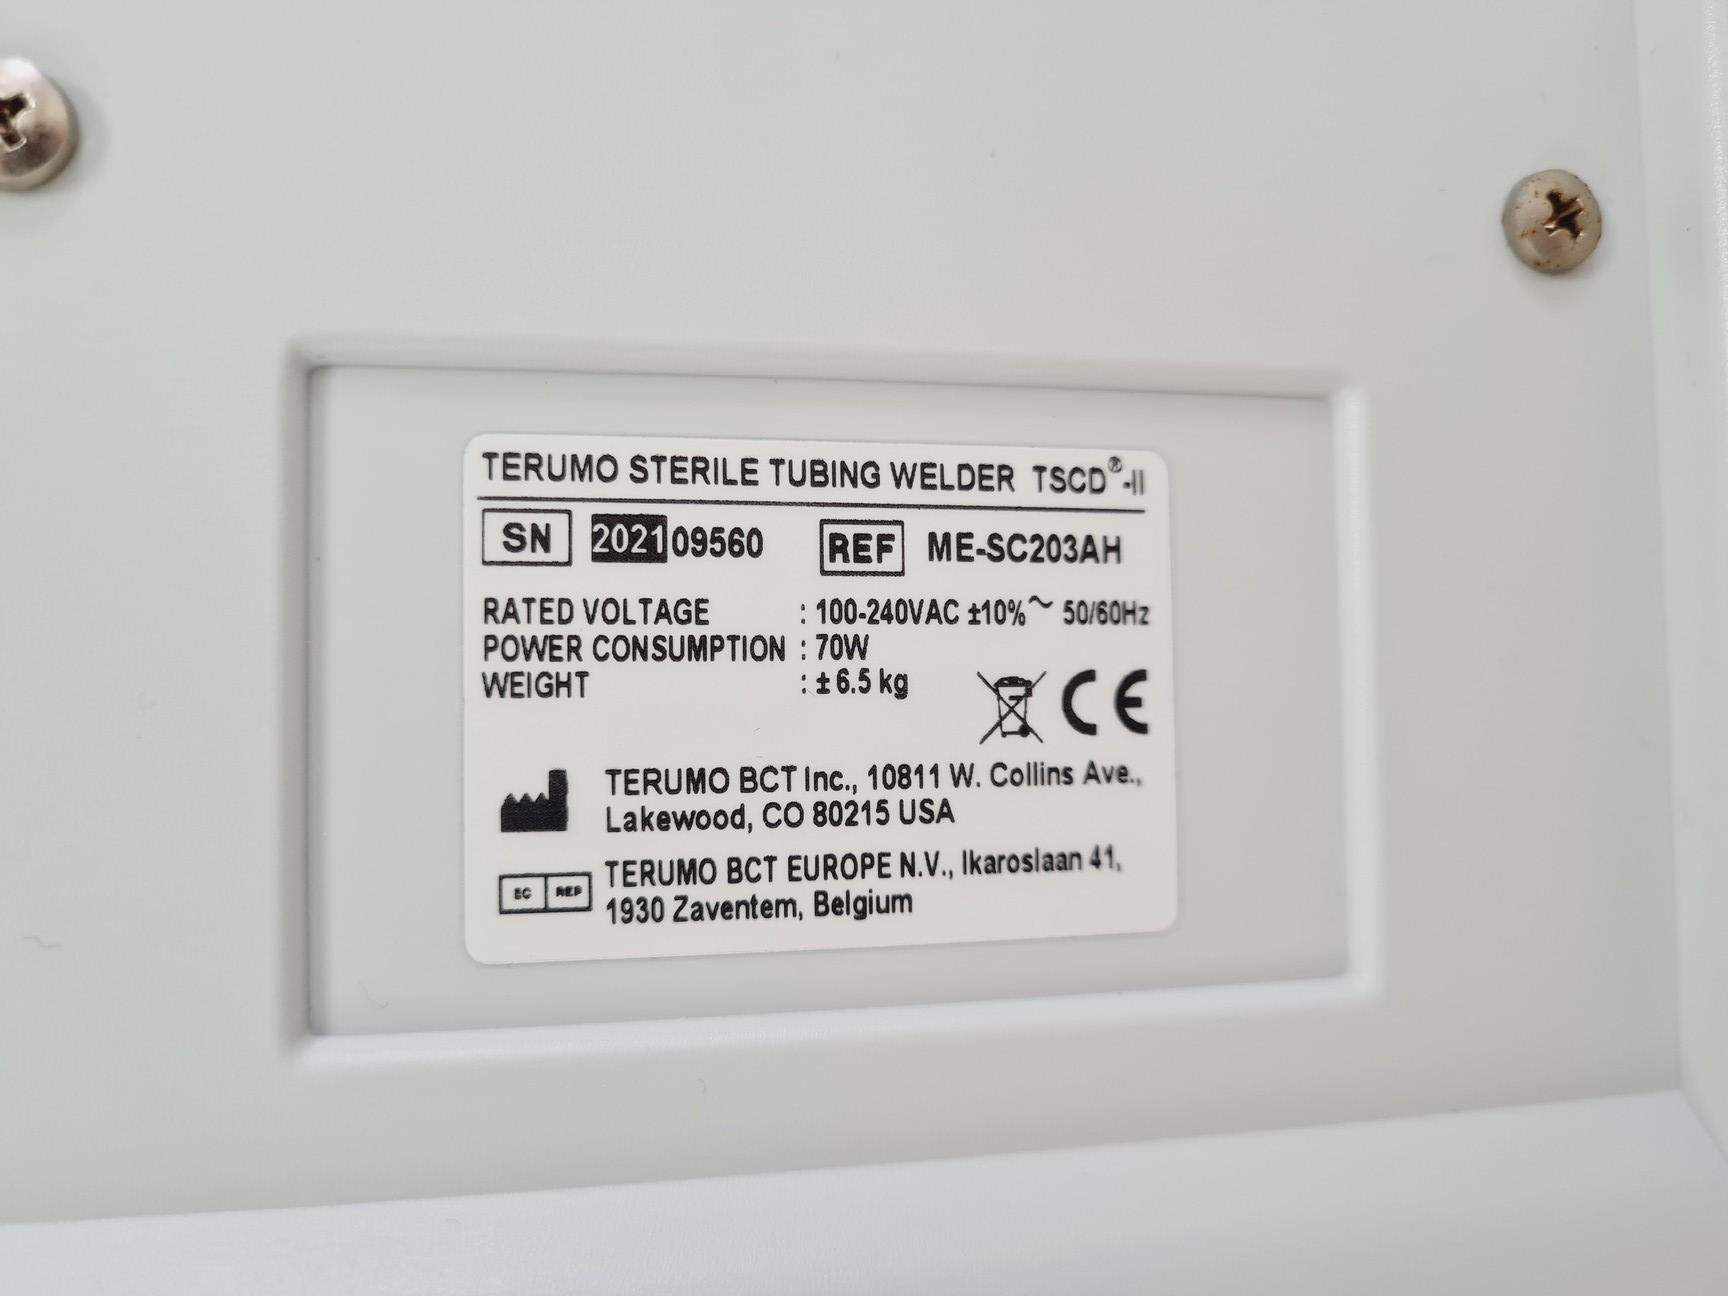 TERUMO STERILE TUBING WELDER TSCD®-II
SN 202109560 REF ME-SC203AH
RATED VOLTAGE : 100-240VAC ±10%~ 50/60Hz
POWER CONSUMPTION : 70W
WEIGHT : ± 6.5 kg
CE
TERUMO BCT Inc., 10811 W. Collins Ave.,
Lakewood, CO 80215 USA
EC REP TERUMO BCT EUROPE N.V., Ikaroslaan 41,
1930 Zaventem, Belgium